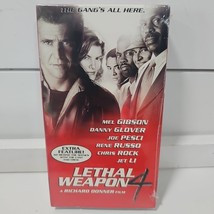 THE GANG'S ALL HERE.
MEL GIBSON
DANNY GLOVER
JOE PESCI
RENE RUSSO
CHRIS ROCK
JET LI
EXTRA
FEATURE!
LETHAL
WEAPON 4
A RICHARD DONNER FILM